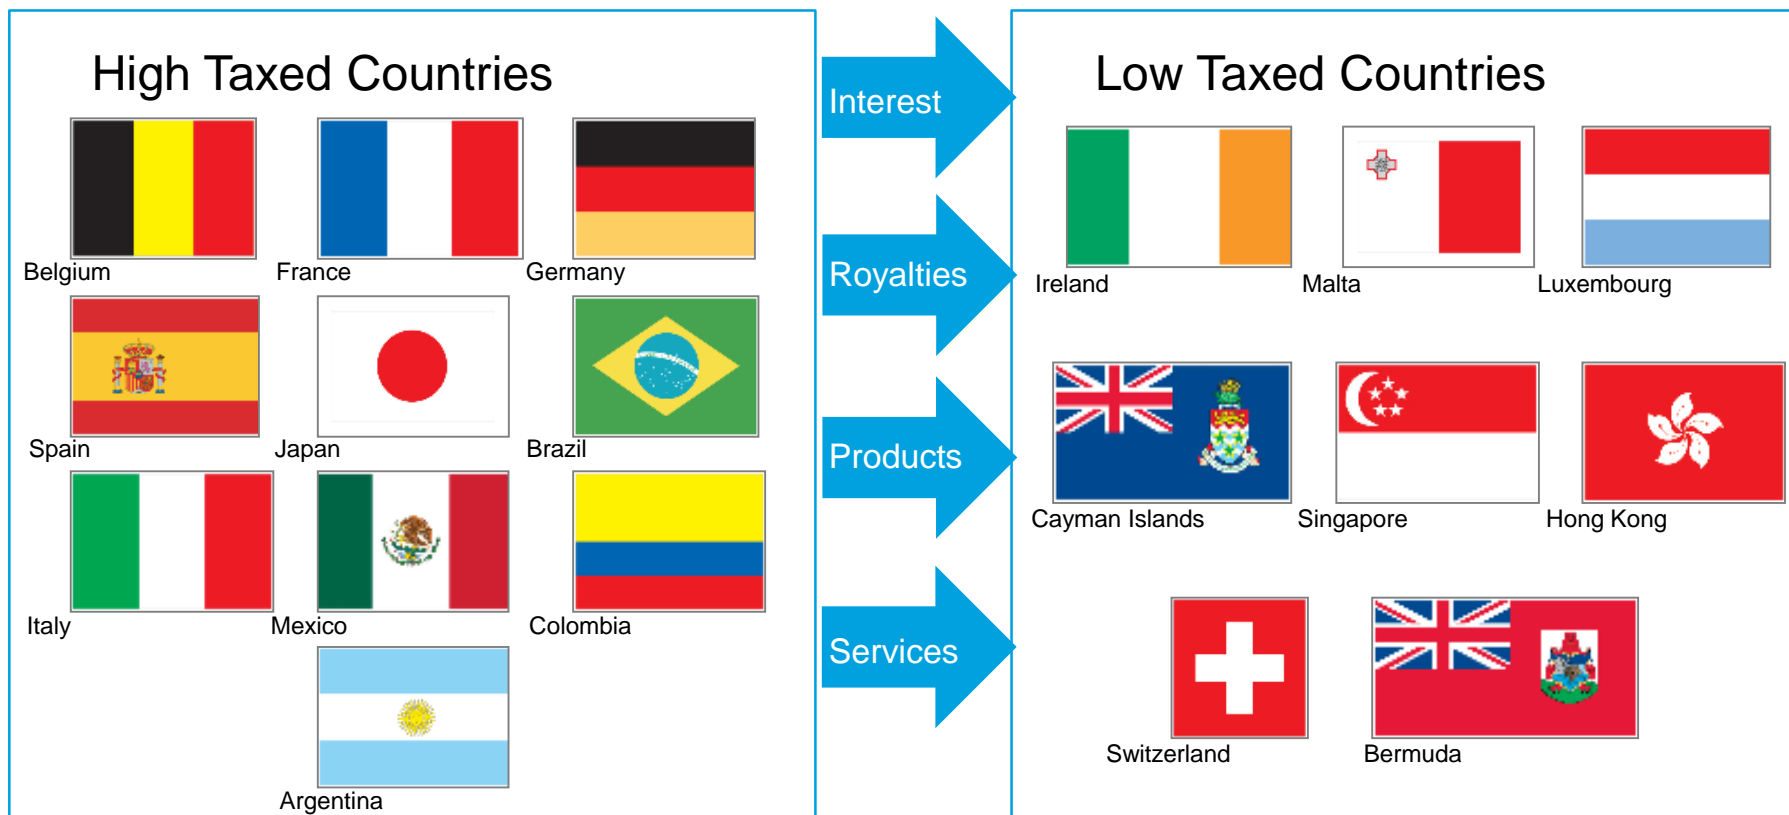 High Taxed Countries
Belgium
France
Germany
Spain
Japan
Brazil
Italy
Mexico
Colombia
Argentina
Interest
Royalties
Products
Services
Low Taxed Countries
Ireland
Malta
Luxembourg
Cayman Islands
Singapore
Hong Kong
Switzerland
Bermuda